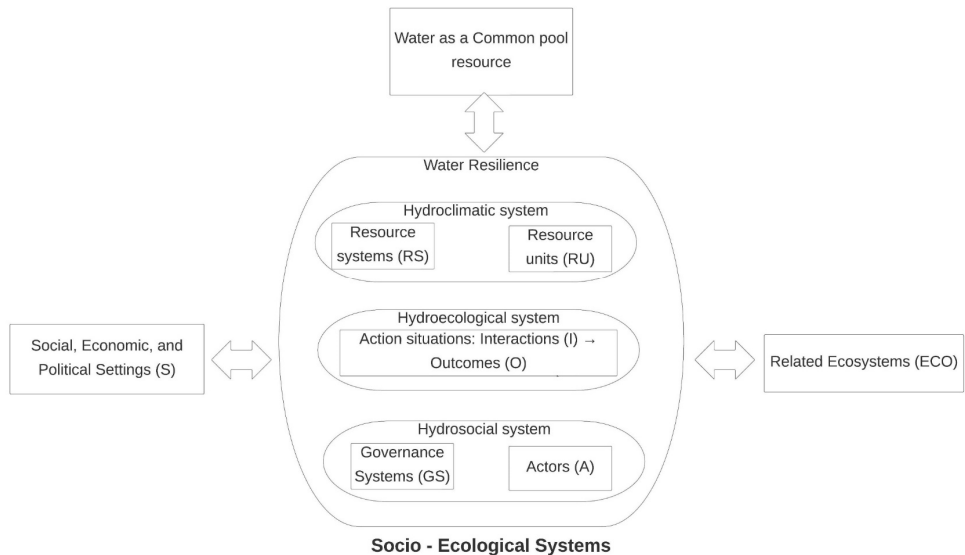 Water as a Common pool
resource
Water Resilience
Hydroclimatic system
Resource
systems (RS)
Resource
units (RU)
Hydroecological system
Action situations: Interactions (I) →
Outcomes (O)
Social, Economic, and
Political Settings (S)
Related Ecosystems (ECO)
Hydrosocial system
Governance
Systems (GS)
Actors (A)
Socio - Ecological Systems